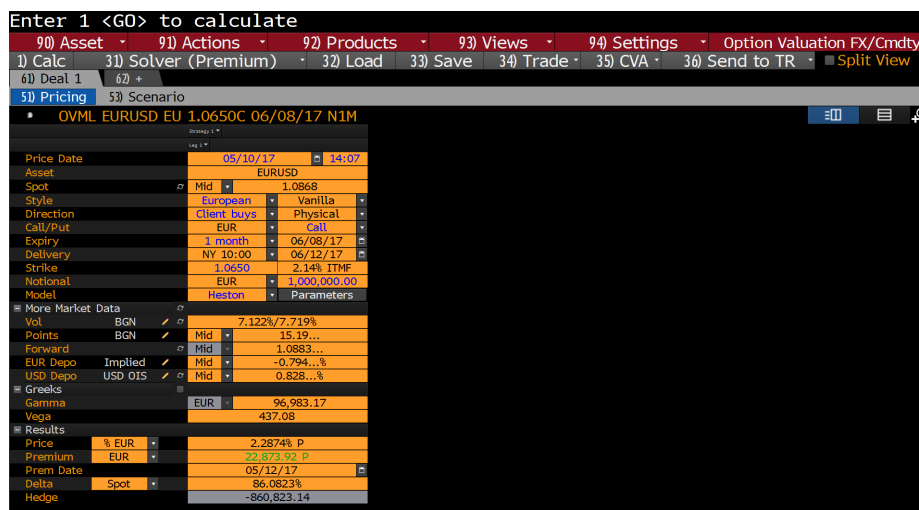 Enter 1 <GO> to calculate
90) Asset 91) Actions 92) Products 93) Views 94) Settings Option Valuation FX/Cmdty
1) Calc 31) Solver (Premium) 32) Load 33) Save 34) Trade 35) CVA 36) Send to TR Split View
61) Deal 1 62) +
51) Pricing 53) Scenario
OVML EURUSD EU 1.0650C 06/08/17 N1M
Strategy 1
Leg 1
Price Date 05/10/17 14:07
Asset EURUSD
Spot Mid 1.0868
Style European Vanilla
Direction Client buys Physical
Call/Put EUR Call
Expiry 1 month 06/08/17
Delivery NY 10:00 06/12/17
Strike 1.0650 2.14% ITMF
Notional EUR 1,000,000.00
Model Heston Parameters
More Market Data
Vol BGN 7.122%/7.719%
Points BGN Mid 15.19...
Forward Mid 1.0883...
EUR Depo Implied Mid -0.794...%
USD Depo USD OIS Mid 0.828...%
Greeks
Gamma EUR 96,983.17
Vega 437.08
Results
Price % EUR 2.2874% P
Premium EUR 22,873.92 P
Prem Date 05/12/17
Delta Spot 86.0823%
Hedge -860,823.14